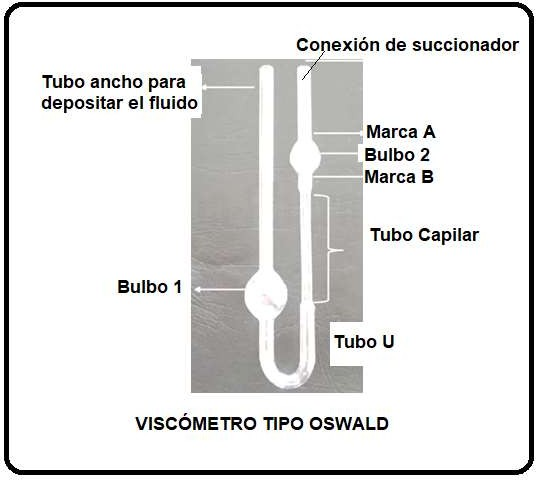 Conexión de succionador
Tubo ancho para
depositar el fluido
Marca A
Bulbo 2
Marca B
Tubo Capilar
Bulbo 1
Tubo U
VISCÓMETRO TIPO OSWALD